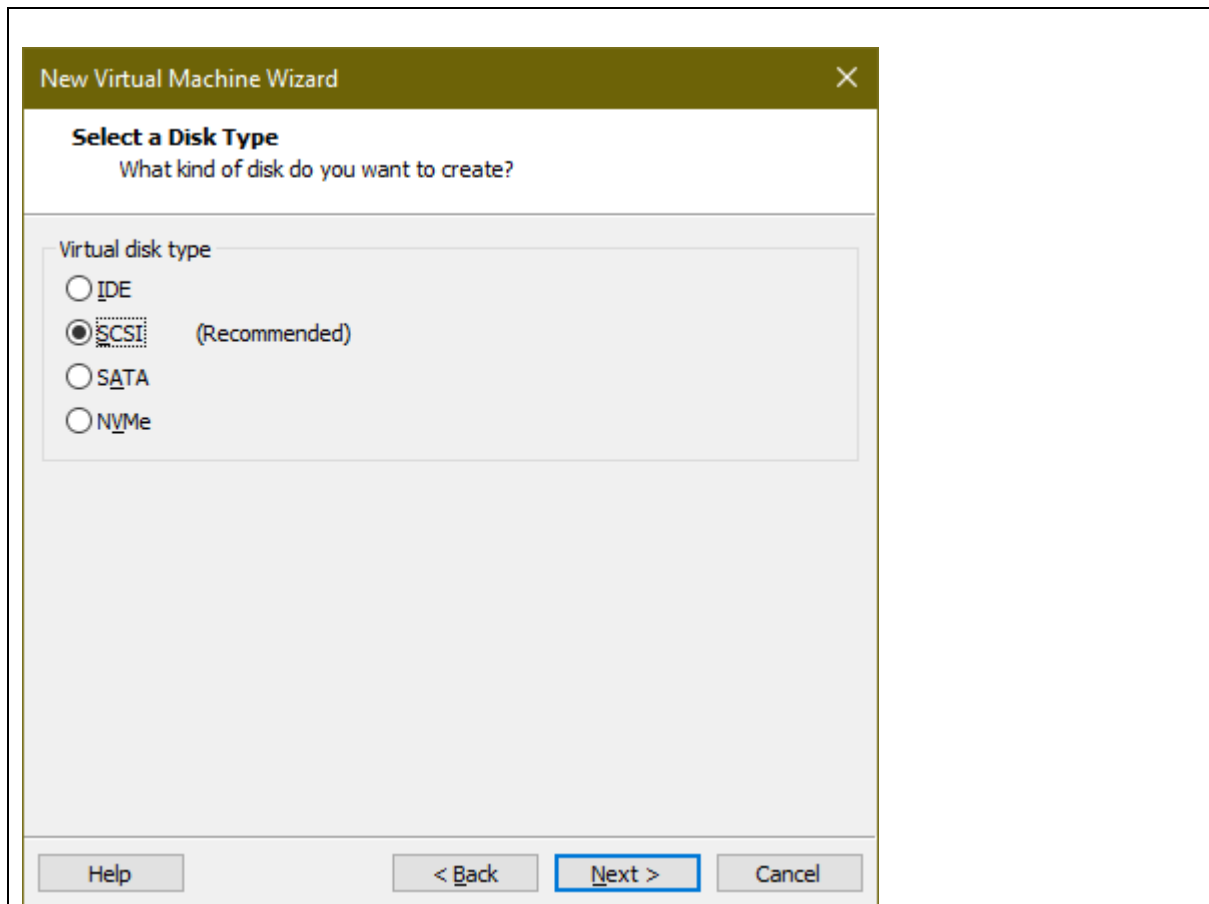 New Virtual Machine Wizard
Select a Disk Type
What kind of disk do you want to create?
Virtual disk type
IDE
SCSI (Recommended)
SATA
NVMe
Help < Back Next > Cancel